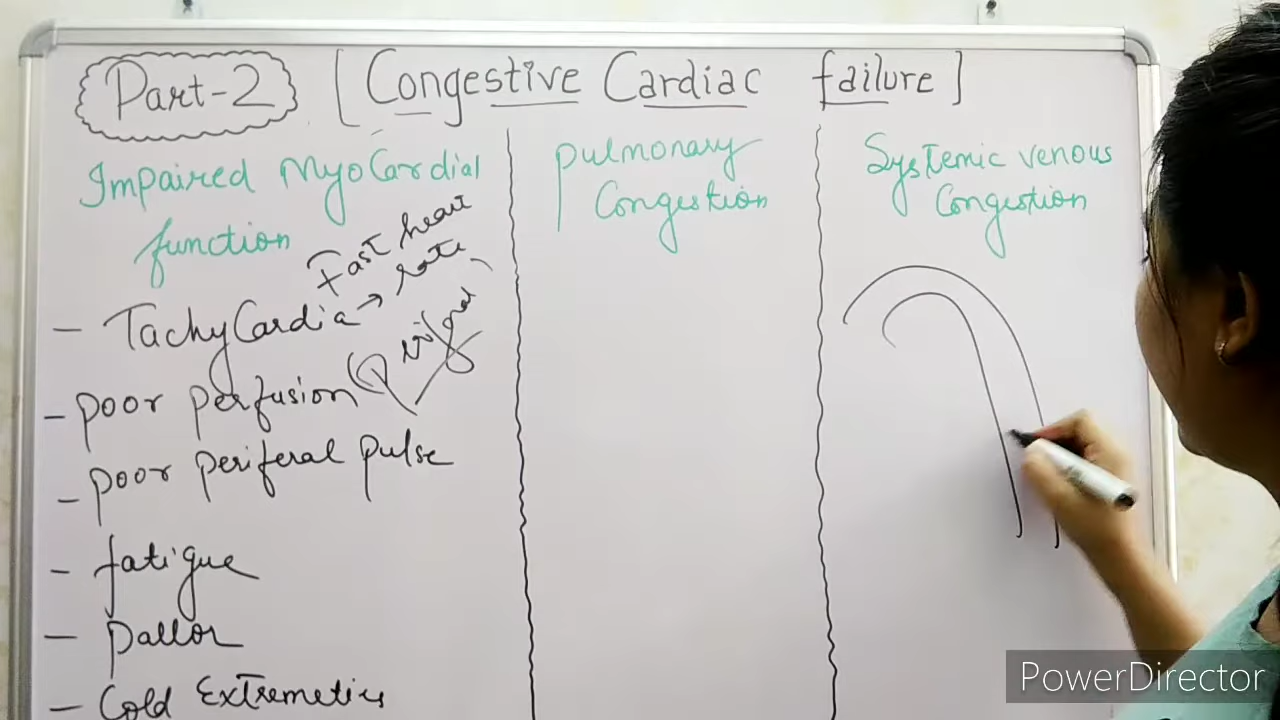 Part-2 [Congestive Cardiac failure]
Impaired Myocardial
function
- Tachycardia → Fast heart
rate
- poor perfusion
- poor periferal pulse
- fatigue
- pallor
- Cold Extremeties
Pulmonary
Congestion
Systemic venous
Congestion
PowerDirector